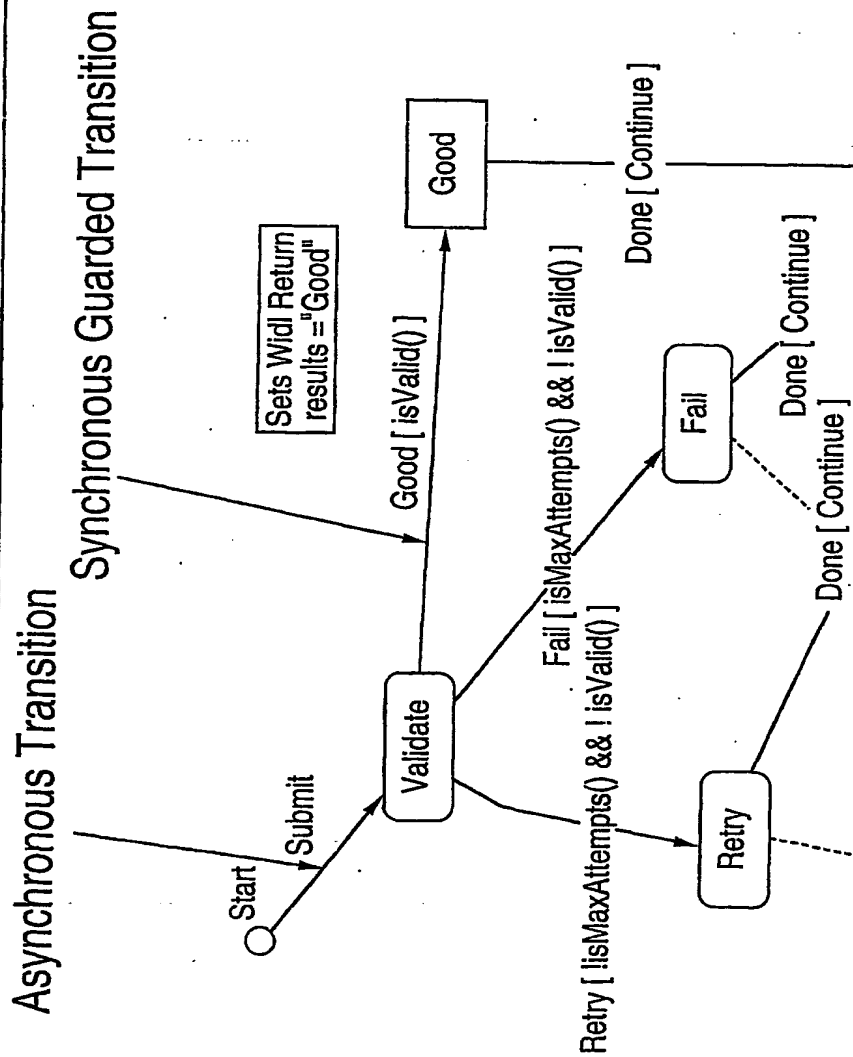 Asynchronous Transition
Synchronous Guarded Transition
Start
Submit
Sets Widl Return
results ="Good"
Validate
Good [ isValid() ]
Good
Retry [ !isMaxAttempts() && ! isValid() ]
Fail [ isMaxAttempts() && ! isValid() ]
Done [ Continue ]
Retry
Fail
Done [ Continue ]
Done [ Continue ]